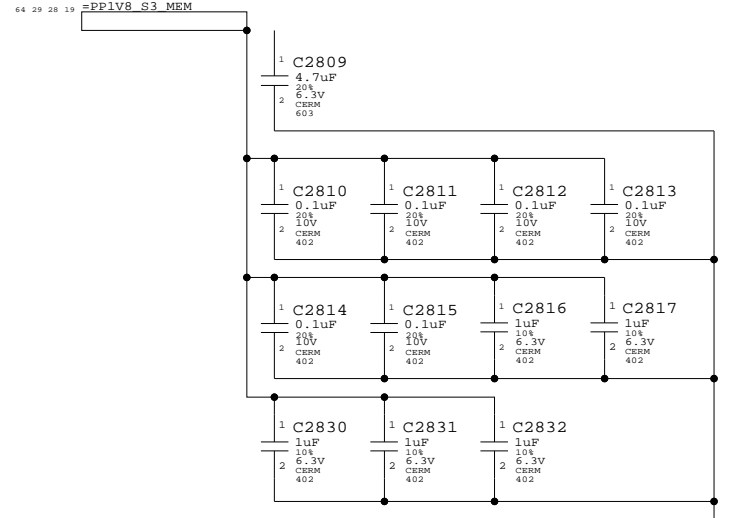 64 29 28 19 =PP1V8_S3_MEM
1 C2809
4.7uF
20%
2 6.3V
CERM
603
1 C2810 1 C2811 1 C2812 1 C2813
0.1uF 0.1uF 0.1uF 0.1uF
20% 20% 20% 20%
2 10V 2 10V 2 10V 2 10V
CERM CERM CERM CERM
402 402 402 402
1 C2814 1 C2815 1 C2816 1 C2817
0.1uF 0.1uF 1uF 1uF
20% 20% 10% 10%
2 10V 2 10V 2 6.3V 2 6.3V
CERM CERM CERM CERM
402 402 402 402
1 C2830 1 C2831 1 C2832
1uF 1uF 1uF
10% 10% 10%
2 6.3V 2 6.3V 2 6.3V
CERM CERM CERM
402 402 402